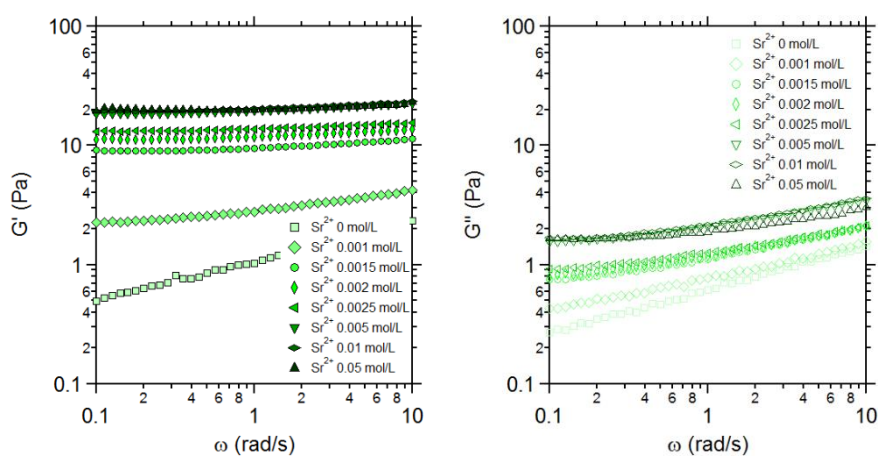 100
6
4
2
10
6
4
2
1
6
4
2
0.1
G' (Pa)
0.1
2
4
6
8
1
2
4
6
8
10
ω (rad/s)
Sr²⁺ 0 mol/L
Sr²⁺ 0.001 mol/L
Sr²⁺ 0.0015 mol/L
Sr²⁺ 0.002 mol/L
Sr²⁺ 0.0025 mol/L
Sr²⁺ 0.005 mol/L
Sr²⁺ 0.01 mol/L
Sr²⁺ 0.05 mol/L
100
6
4
2
10
6
4
2
1
6
4
2
0.1
G'' (Pa)
0.1
2
4
6
8
1
2
4
6
8
10
ω (rad/s)
Sr²⁺ 0 mol/L
Sr²⁺ 0.001 mol/L
Sr²⁺ 0.0015 mol/L
Sr²⁺ 0.002 mol/L
Sr²⁺ 0.0025 mol/L
Sr²⁺ 0.005 mol/L
Sr²⁺ 0.01 mol/L
Sr²⁺ 0.05 mol/L